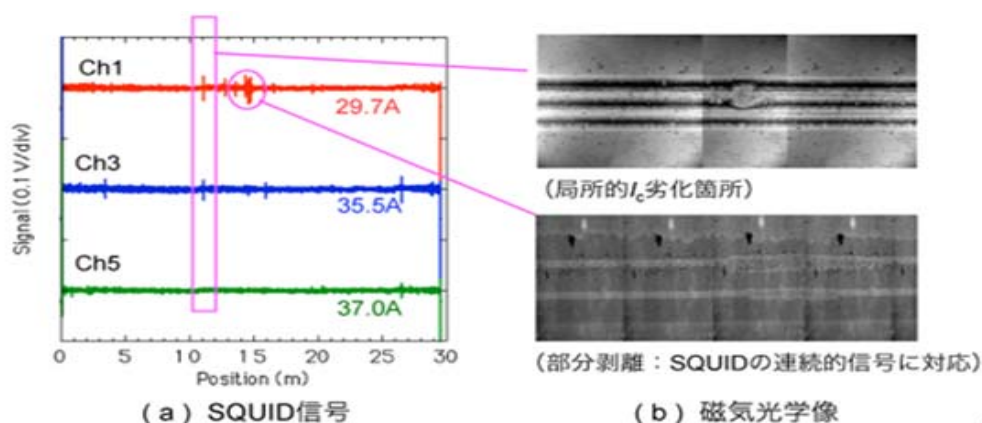 Signal (0.1 V/div)
Ch1
29.7A
Ch3
35.5A
Ch5
37.0A
0
5
10
15
20
25
30
Position (m)
(a) SQUID信号
(局所的Ic劣化箇所)
(部分剥離:SQUIDの連続的信号に対応)
(b) 磁気光学像